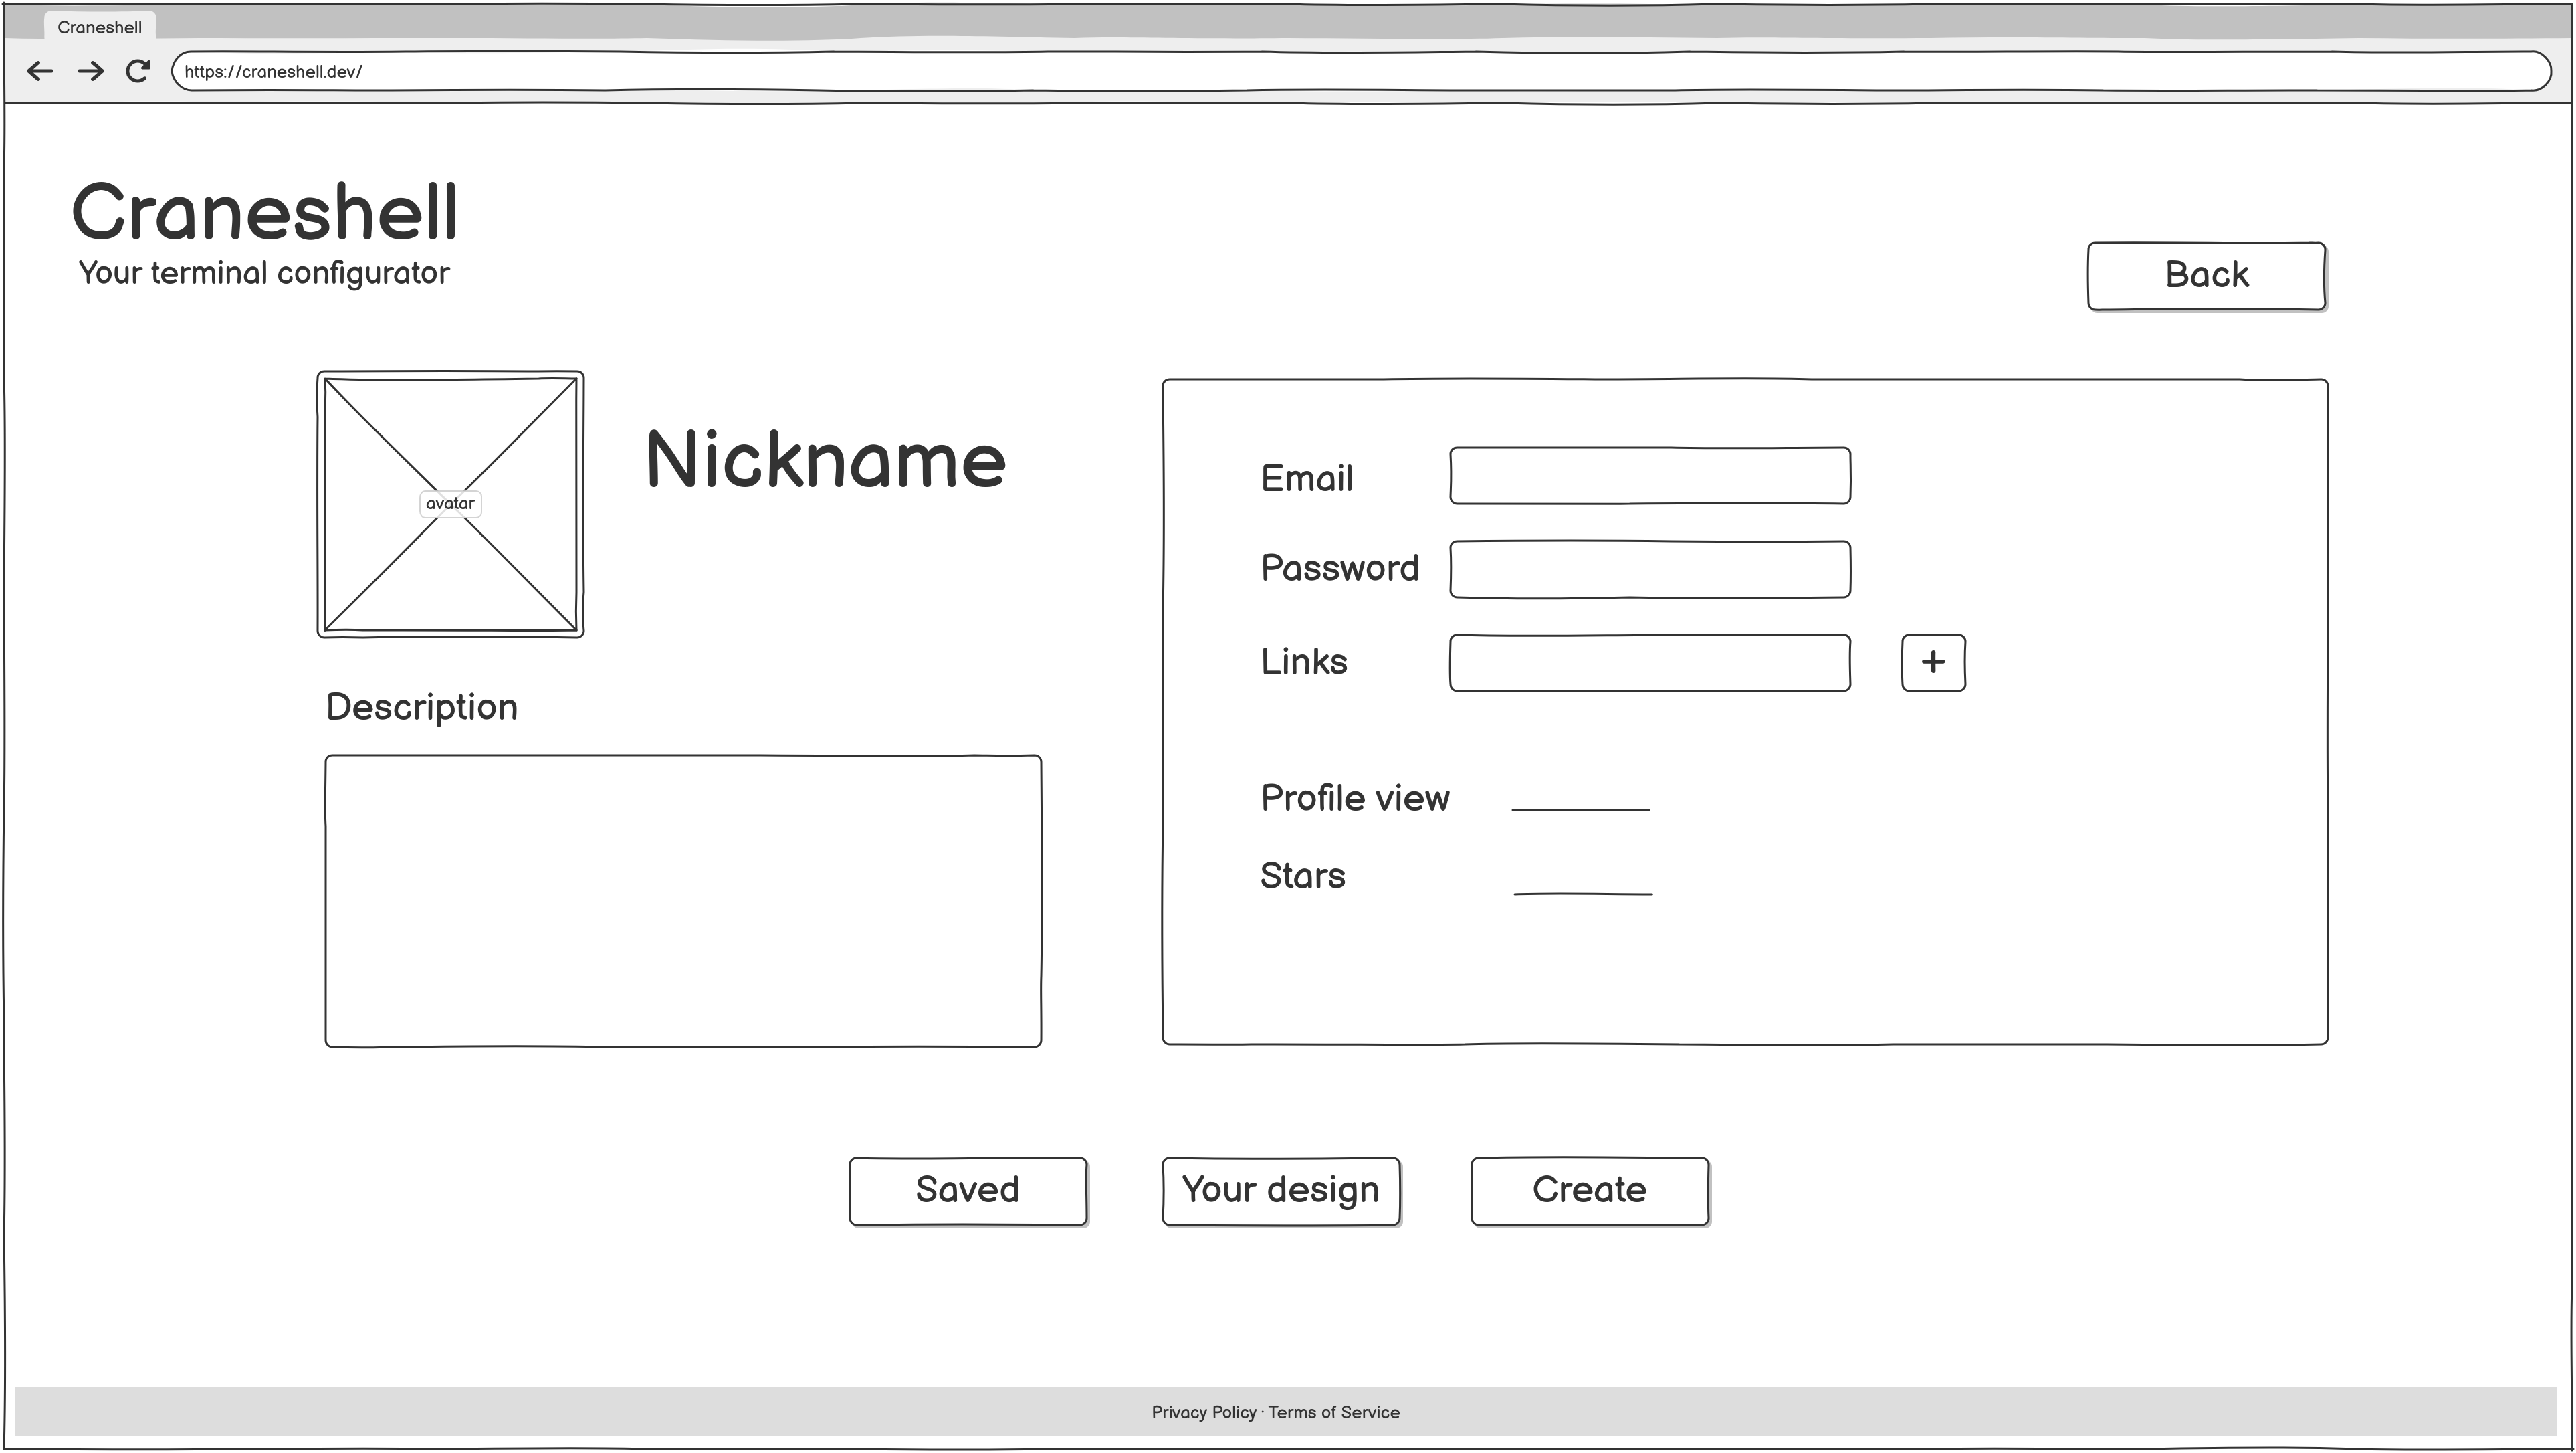 Craneshell
https://craneshell.dev/
Craneshell
Your terminal configurator
Back
avatar
Nickname
Description
Email
Password
Links
+
Profile view
Stars
Saved
Your design
Create
Privacy Policy · Terms of Service